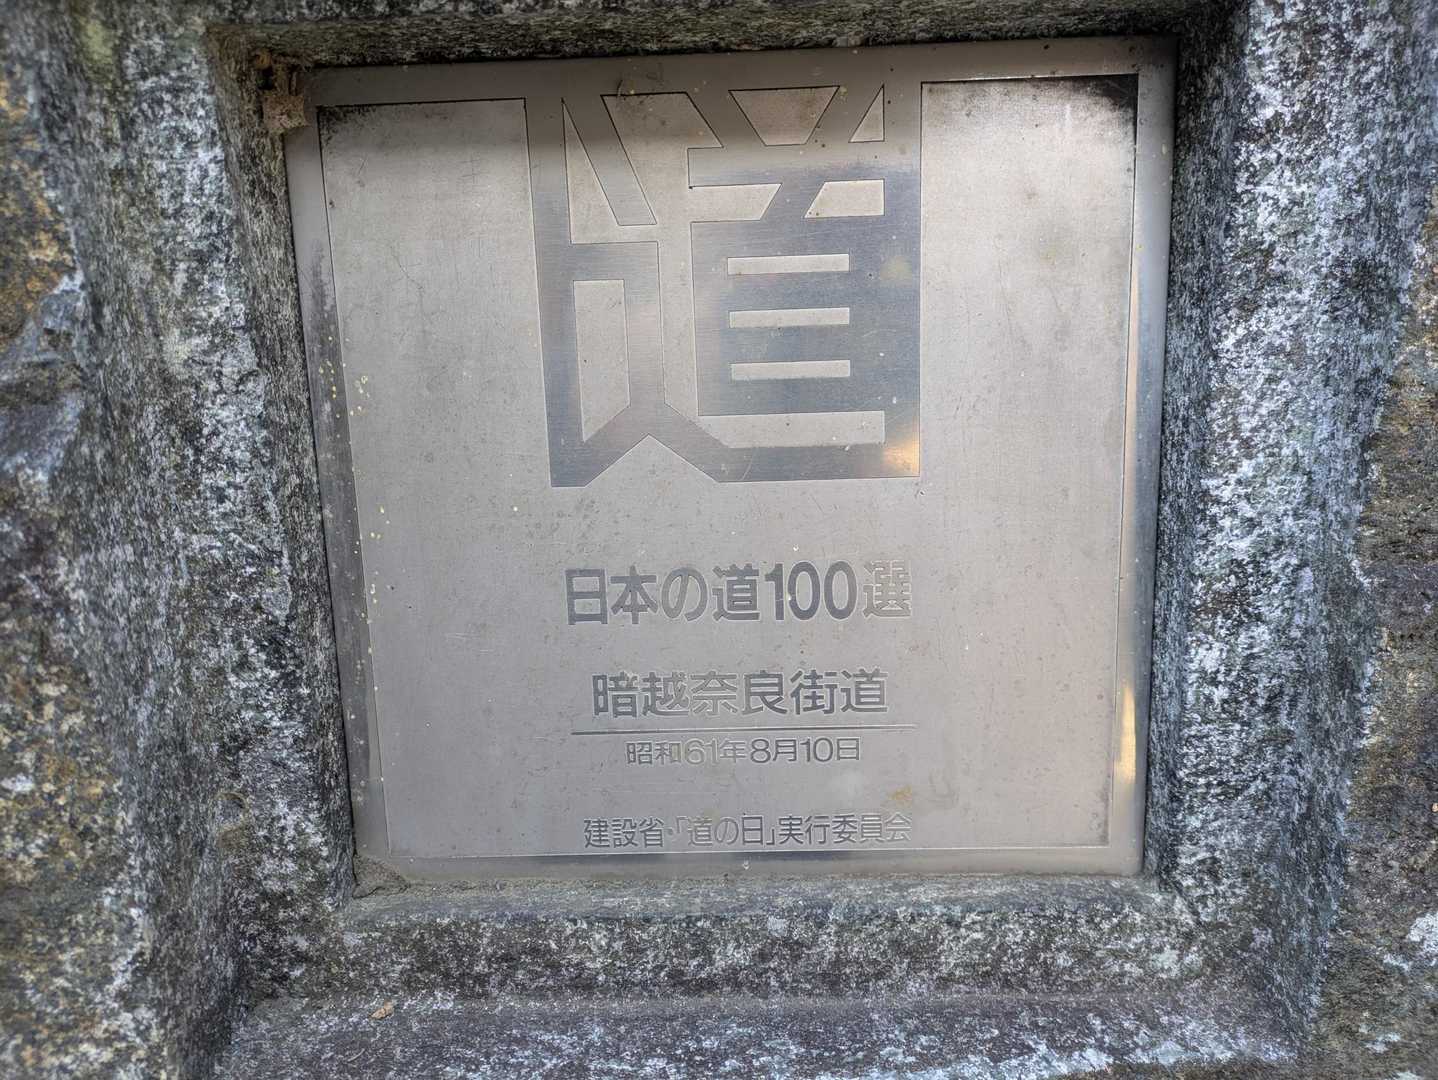 道
日本の道100選
暗越奈良街道
昭和61年8月10日
建設省・「道の日」実行委員会